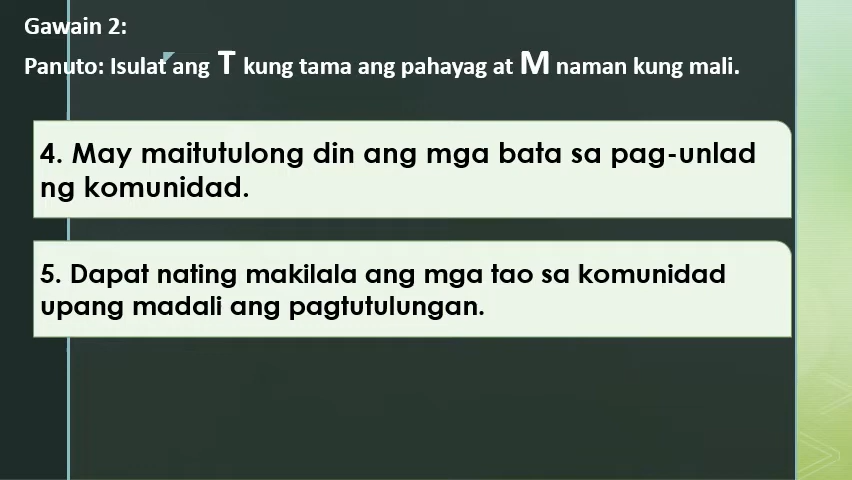 Gawain 2:
Panuto: Isulat ang T kung tama ang pahayag at M naman kung mali.
4. May maitutulong din ang mga bata sa pag-unlad
ng komunidad.
5. Dapat nating makilala ang mga tao sa komunidad
upang madali ang pagtutulungan.